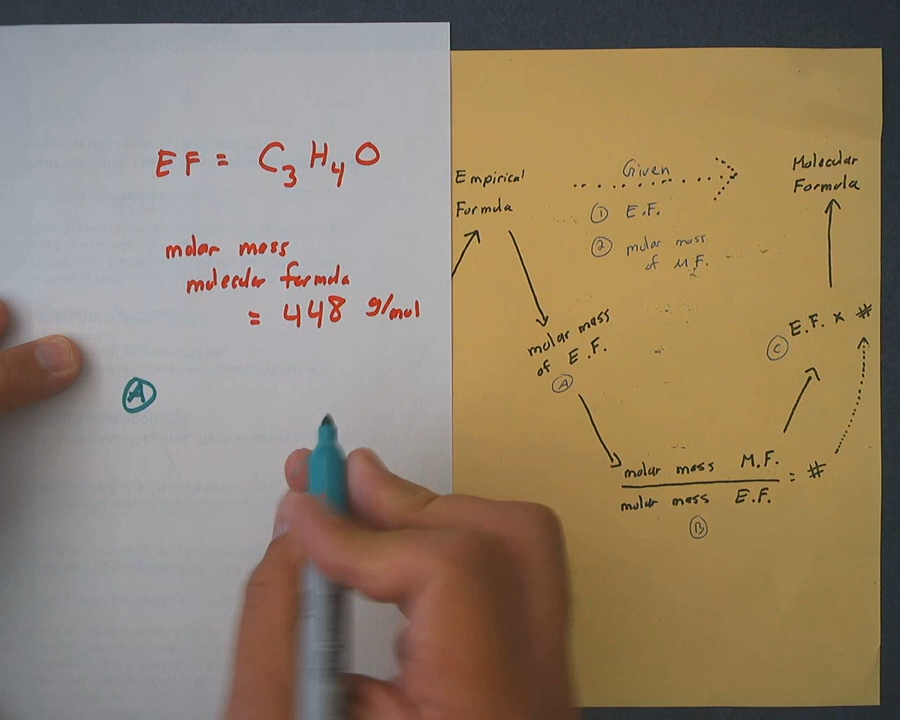 EF = C3H4O
molar mass
molecular formula
= 448 g/mol
A
Empirical
Formula
Given
1 E.F.
2 molar mass
of M.F.
Molecular
Formula
molar mass
of E.F.
A
molar mass M.F.
molar mass E.F.
= #
B
C E.F. x #